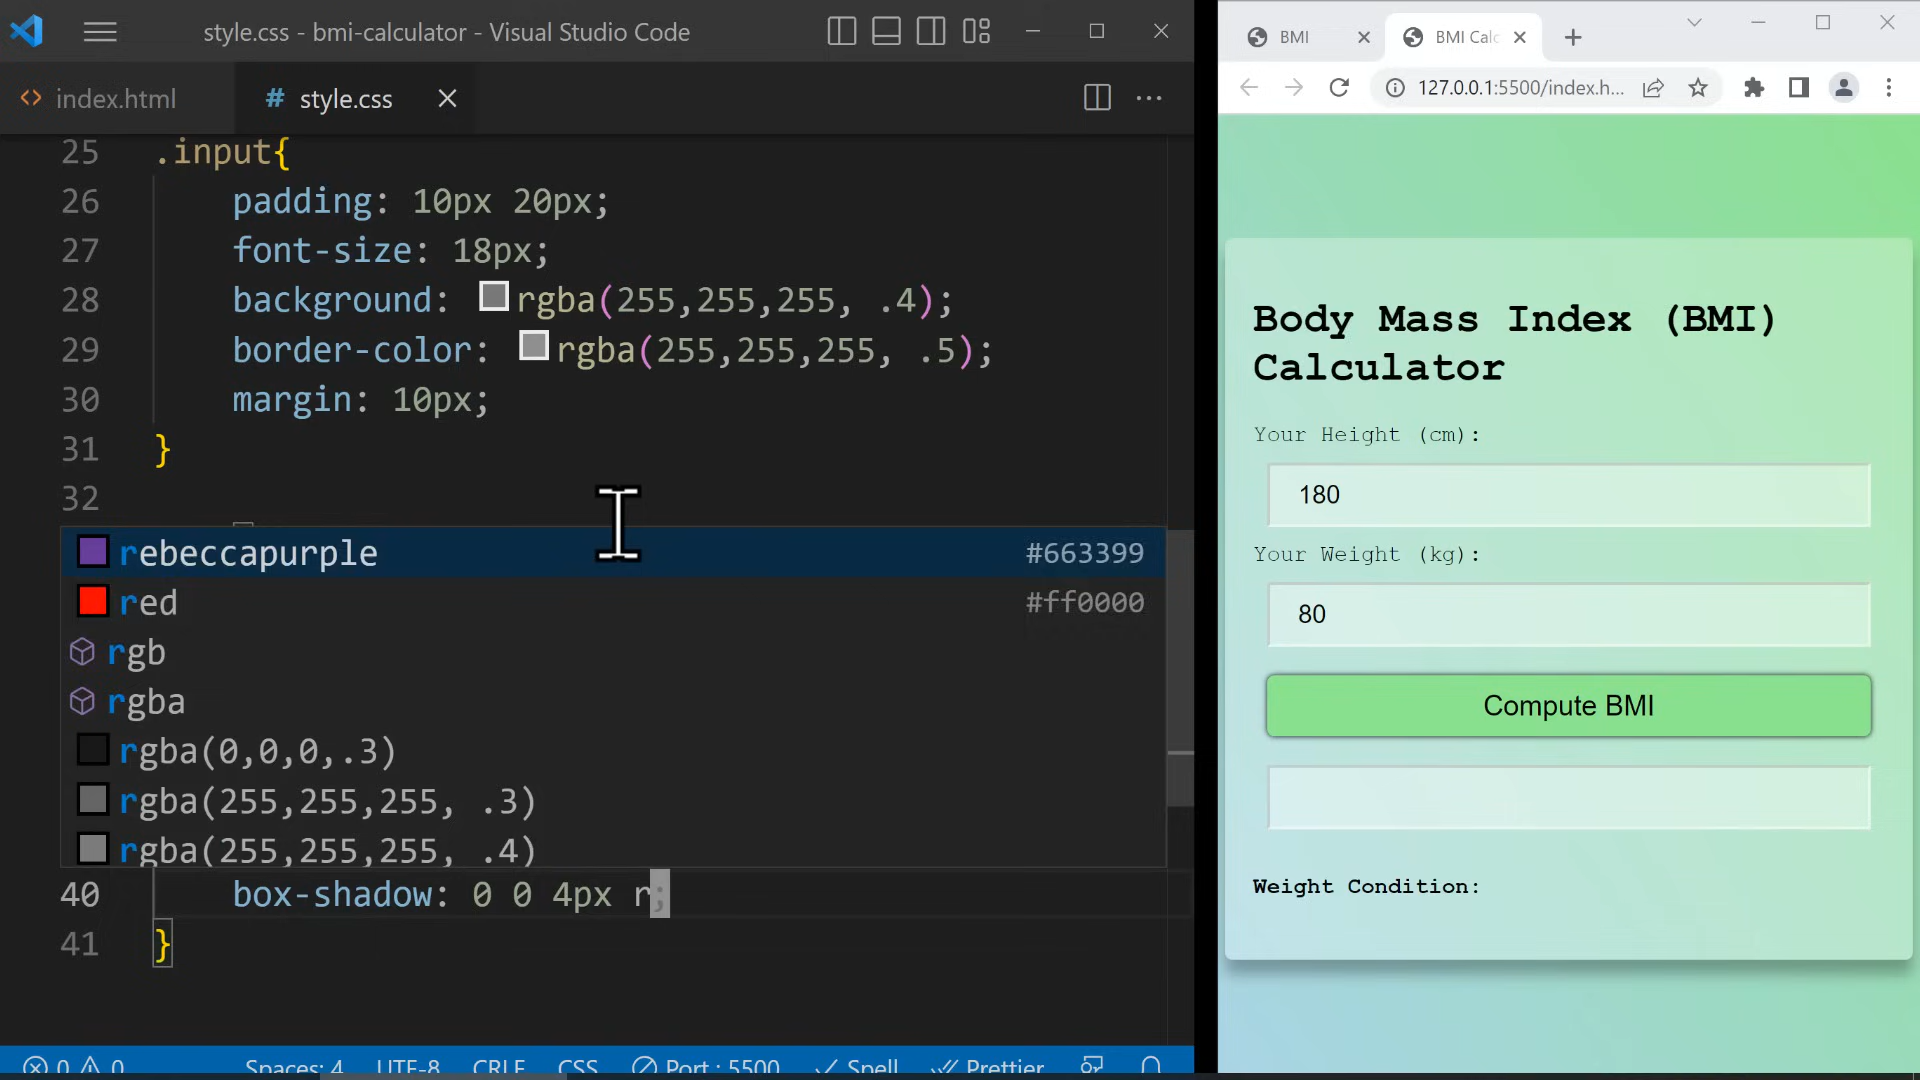 style.css - bmi-calculator - Visual Studio Code
index.html
# style.css
25 .input{
26 padding: 10px 20px;
27 font-size: 18px;
28 background: rgba(255,255,255, .4);
29 border-color: rgba(255,255,255, .5);
30 margin: 10px;
31 }
32
rebeccapurple #663399
red #ff0000
rgb
rgba
rgba(0,0,0,.3)
rgba(255,255,255, .3)
rgba(255,255,255, .4)
40 box-shadow: 0 0 4px r;
41 }
0 0 Spaces: 4 UTF-8 CRLF CSS Port : 5500 Spell Prettier
BMI
BMI Calc
127.0.0.1:5500/index.h...
Body Mass Index (BMI)
Calculator
Your Height (cm):
180
Your Weight (kg):
80
Compute BMI
Weight Condition: